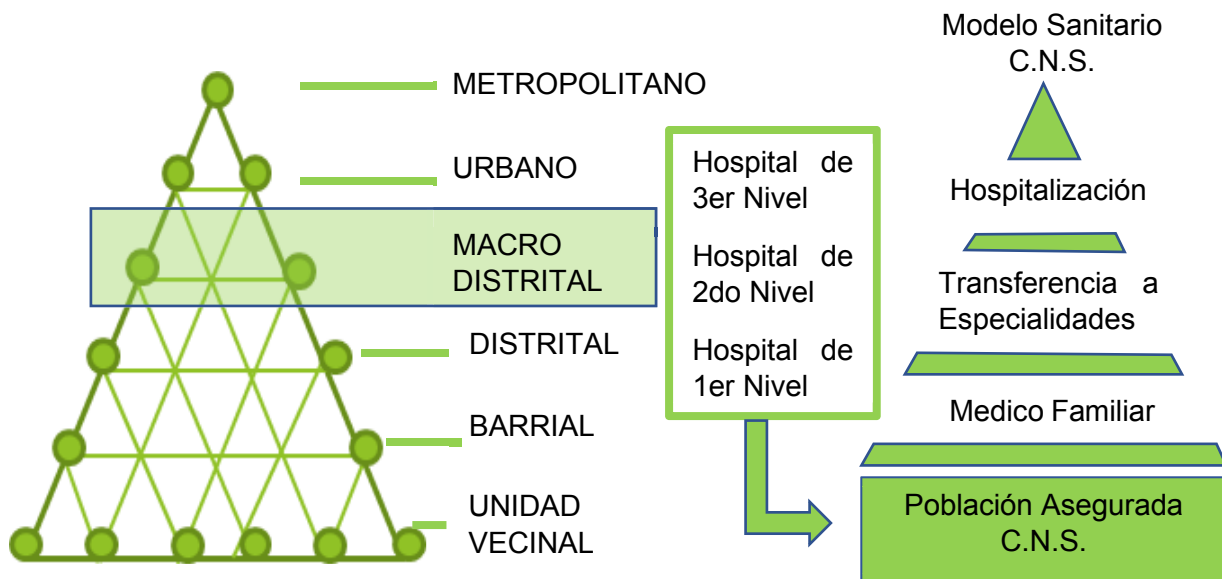 METROPOLITANO
URBANO
MACRO
DISTRITAL
DISTRITAL
BARRIAL
UNIDAD
VECINAL
Hospital de
3er Nivel
Hospital de
2do Nivel
Hospital de
1er Nivel
Modelo Sanitario
C.N.S.
Hospitalización
Transferencia a
Especialidades
Medico Familiar
Población Asegurada
C.N.S.